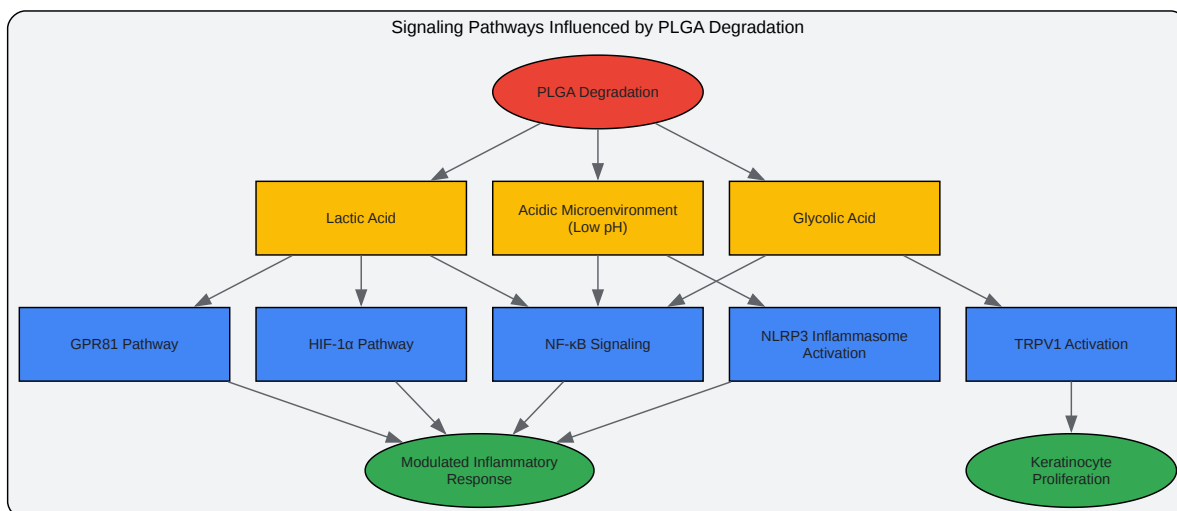 Signaling Pathways Influenced by PLGA Degradation
PLGA Degradation
Lactic Acid
Acidic Microenvironment
(Low pH)
Glycolic Acid
GPR81 Pathway
HIF-1α Pathway
NF-κB Signaling
NLRP3 Inflammasome
Activation
TRPV1 Activation
Modulated Inflammatory
Response
Keratinocyte
Proliferation